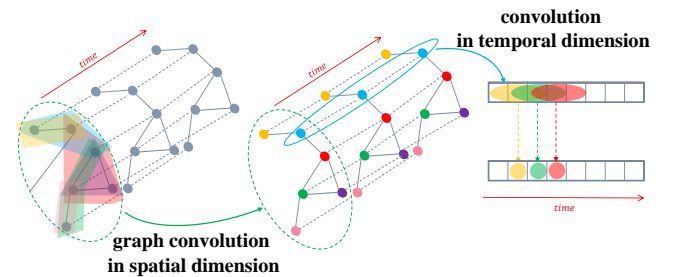 convolution
in temporal dimension
time
time
time
graph convolution
in spatial dimension